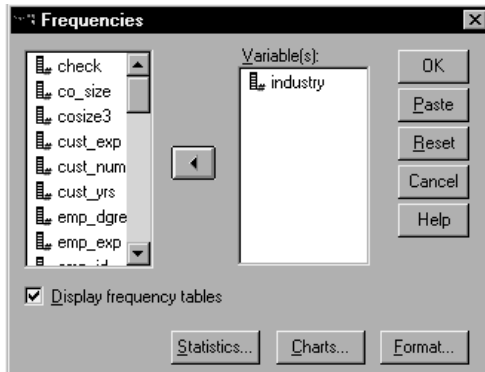 Frequencies
check
co_size
cosize3
cust_exp
cust_num
cust_yrs
emp_dgre
emp_exp
Variable(s):
industry
OK
Paste
Reset
Cancel
Help
Display frequency tables
Statistics...
Charts...
Format...